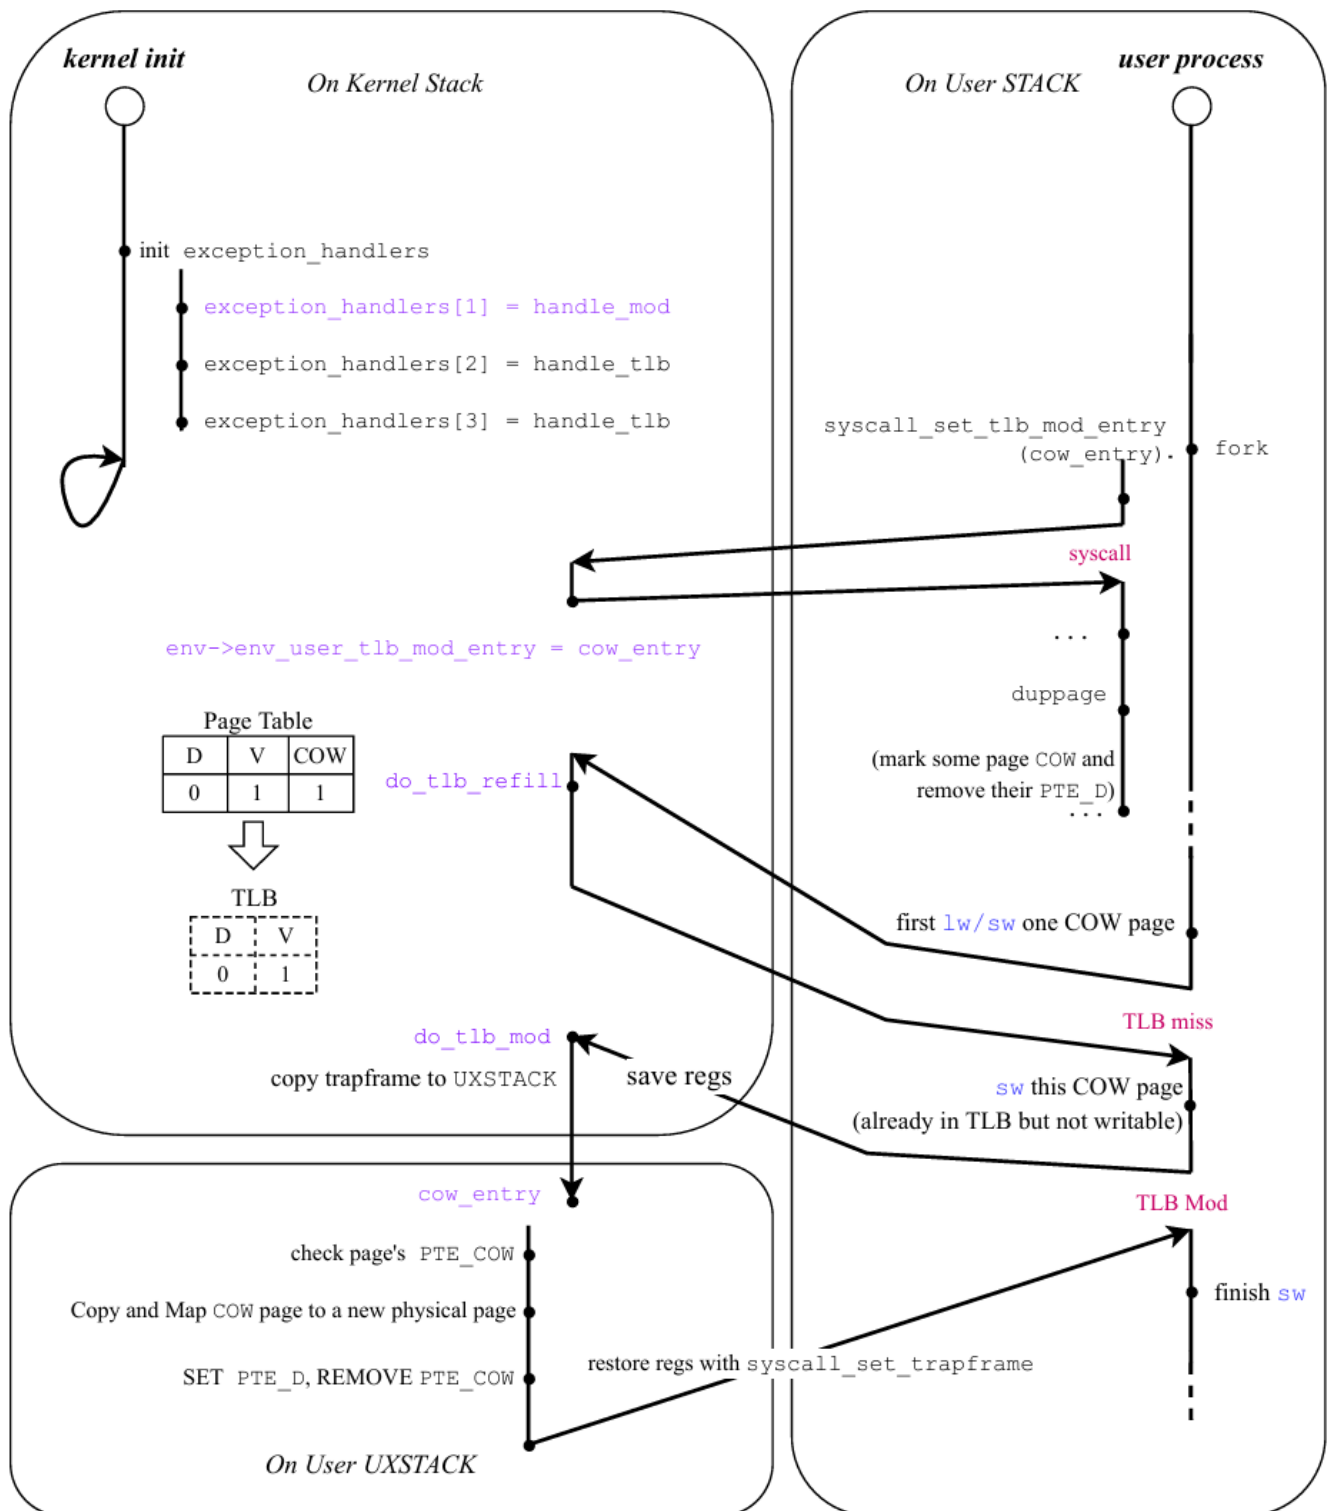 kernel init
On Kernel Stack
init exception_handlers
exception_handlers[1] = handle_mod
exception_handlers[2] = handle_tlb
exception_handlers[3] = handle_tlb
env->env_user_tlb_mod_entry = cow_entry
Page Table
D V COW
0 1 1
do_tlb_refill
TLB
D V
0 1
do_tlb_mod
copy trapframe to UXSTACK
save regs
On User STACK
user process
syscall_set_tlb_mod_entry
(cow_entry).
fork
syscall
...
duppage
(mark some page COW and
remove their PTE_D)
...
first lw/sw one COW page
TLB miss
sw this COW page
(already in TLB but not writable)
TLB Mod
finish sw
cow_entry
check page's PTE_COW
Copy and Map COW page to a new physical page
SET PTE_D, REMOVE PTE_COW
restore regs with syscall_set_trapframe
On User UXSTACK